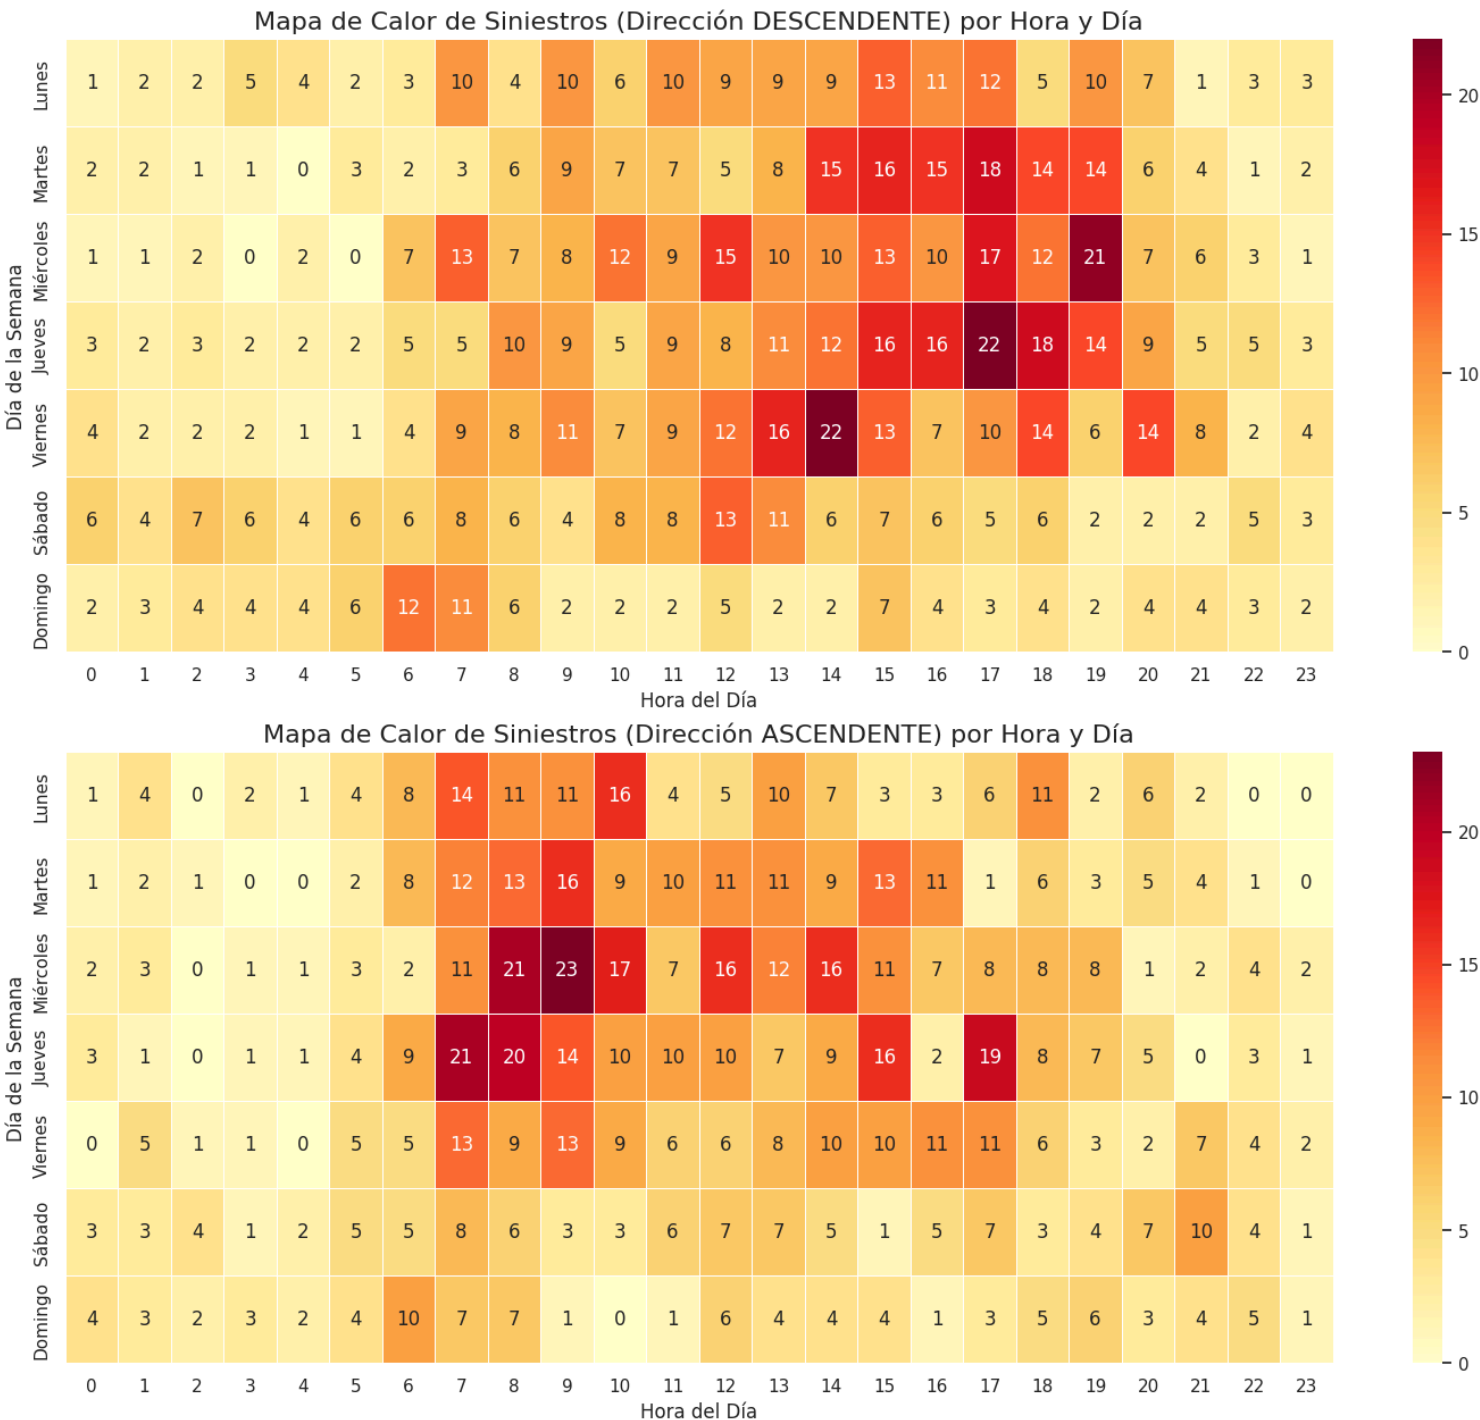 Mapa de Calor de Siniestros (Dirección DESCENDENTE) por Hora y Día
Día de la Semana
Lunes 1 2 2 5 4 2 3 10 4 10 6 10 9 9 9 13 11 12 5 10 7 1 3 3
Martes 2 2 1 1 0 3 2 3 6 9 7 7 5 8 15 16 15 18 14 14 6 4 1 2
Miércoles 1 1 2 0 2 0 7 13 7 8 12 9 15 10 10 13 10 17 12 21 7 6 3 1
Jueves 3 2 3 2 2 2 5 5 10 9 5 9 8 11 12 16 16 22 18 14 9 5 5 3
Viernes 4 2 2 2 1 1 4 9 8 11 7 9 12 16 22 13 7 10 14 6 14 8 2 4
Sábado 6 4 7 6 4 6 6 8 6 4 8 8 13 11 6 7 6 5 6 2 2 2 5 3
Domingo 2 3 4 4 4 6 12 11 6 2 2 2 5 2 2 7 4 3 4 2 4 4 3 2
0 1 2 3 4 5 6 7 8 9 10 11 12 13 14 15 16 17 18 19 20 21 22 23
Hora del Día
20
15
10
5
0
Mapa de Calor de Siniestros (Dirección ASCENDENTE) por Hora y Día
Día de la Semana
Lunes 1 4 0 2 1 4 8 14 11 11 16 4 5 10 7 3 3 6 11 2 6 2 0 0
Martes 1 2 1 0 0 2 8 12 13 16 9 10 11 11 9 13 11 1 6 3 5 4 1 0
Miércoles 2 3 0 1 1 3 2 11 21 23 17 7 16 12 16 11 7 8 8 8 1 2 4 2
Jueves 3 1 0 1 1 4 9 21 20 14 10 10 10 7 9 16 2 19 8 7 5 0 3 1
Viernes 0 5 1 1 0 5 5 13 9 13 9 6 6 8 10 10 11 11 6 3 2 7 4 2
Sábado 3 3 4 1 2 5 5 8 6 3 3 6 7 7 5 1 5 7 3 4 7 10 4 1
Domingo 4 3 2 3 2 4 10 7 7 1 0 1 6 4 4 4 1 3 5 6 3 4 5 1
0 1 2 3 4 5 6 7 8 9 10 11 12 13 14 15 16 17 18 19 20 21 22 23
Hora del Día
20
15
10
5
0